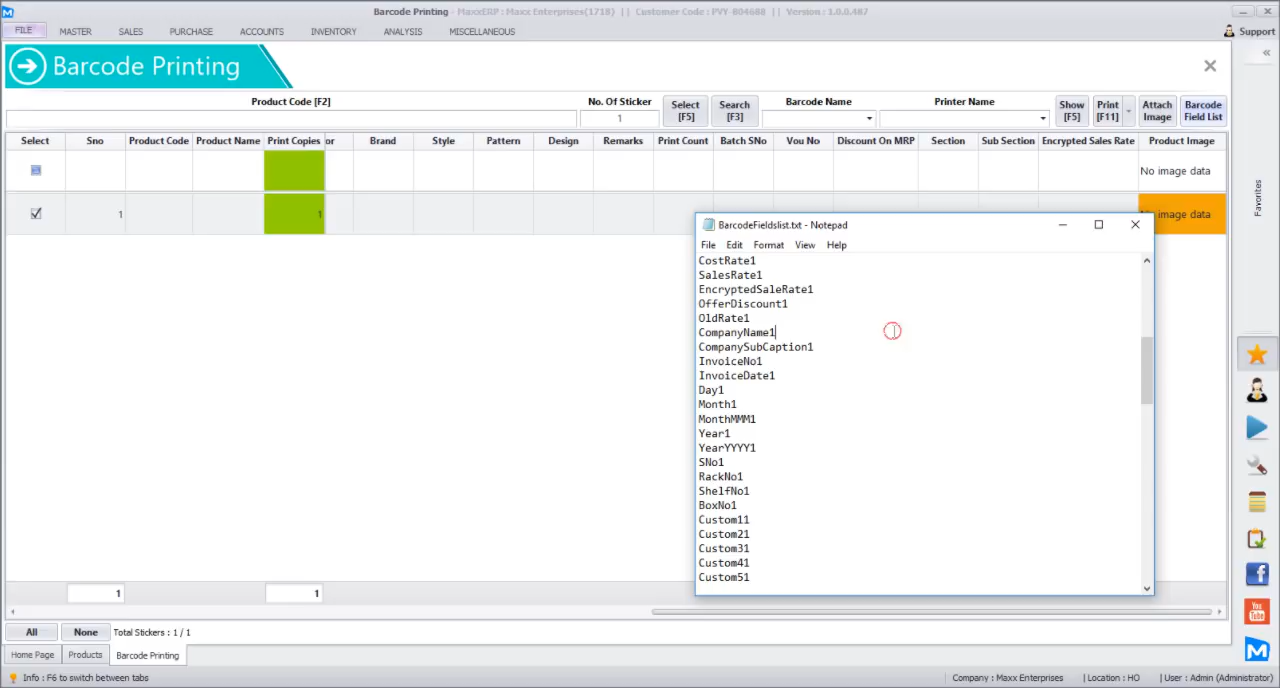 Barcode Printing - MaxxERP : Maxx Enterprises(1718) || Customer Code : PVY-804688 || Version : 1.0.0.487
FILE MASTER SALES PURCHASE ACCOUNTS INVENTORY ANALYSIS MISCELLANEOUS Support
Barcode Printing
Product Code [F2] No. Of Sticker Select [F5] Search [F3] Barcode Name Printer Name Show [F5] Print [F11] Attach Image Barcode Field List
1
Select Sno Product Code Product Name Print Copies or Brand Style Pattern Design Remarks Print Count Batch SNo Vou No Discount On MRP Section Sub Section Encrypted Sales Rate Product Image
No image data
1 1 image data
BarcodeFieldslist.txt - Notepad
File Edit Format View Help
CostRate1
SalesRate1
EncryptedSaleRate1
OfferDiscount1
OldRate1
CompanyName1
CompanySubCaption1
InvoiceNo1
InvoiceDate1
Day1
Month1
MonthMMM1
Year1
YearYYYY1
SNo1
RackNo1
ShelfNo1
BoxNo1
Custom11
Custom21
Custom31
Custom41
Custom51
Favorites
You Tube
1 1
All None Total Stickers : 1 / 1
Home Page Products Barcode Printing
Info : F6 to switch between tabs Company : Maxx Enterprises | Location : HO | User : Admin (Administrator)